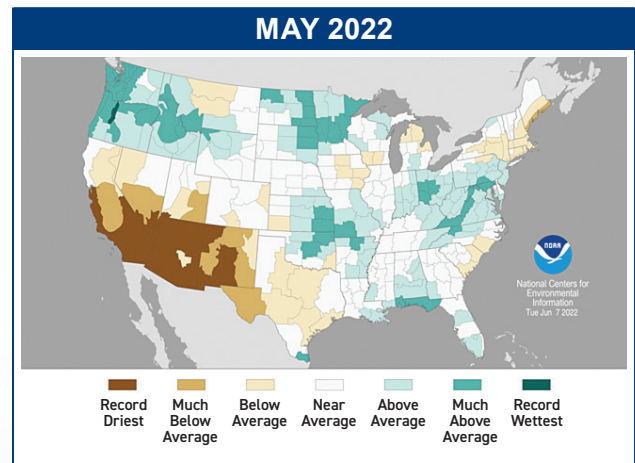 MAY 2022
NOAA
National Centers for
Environmental
Information
Tue Jun 7 2022
Record
Driest
Much
Below
Average
Below
Average
Near
Average
Above
Average
Much
Above
Average
Record
Wettest